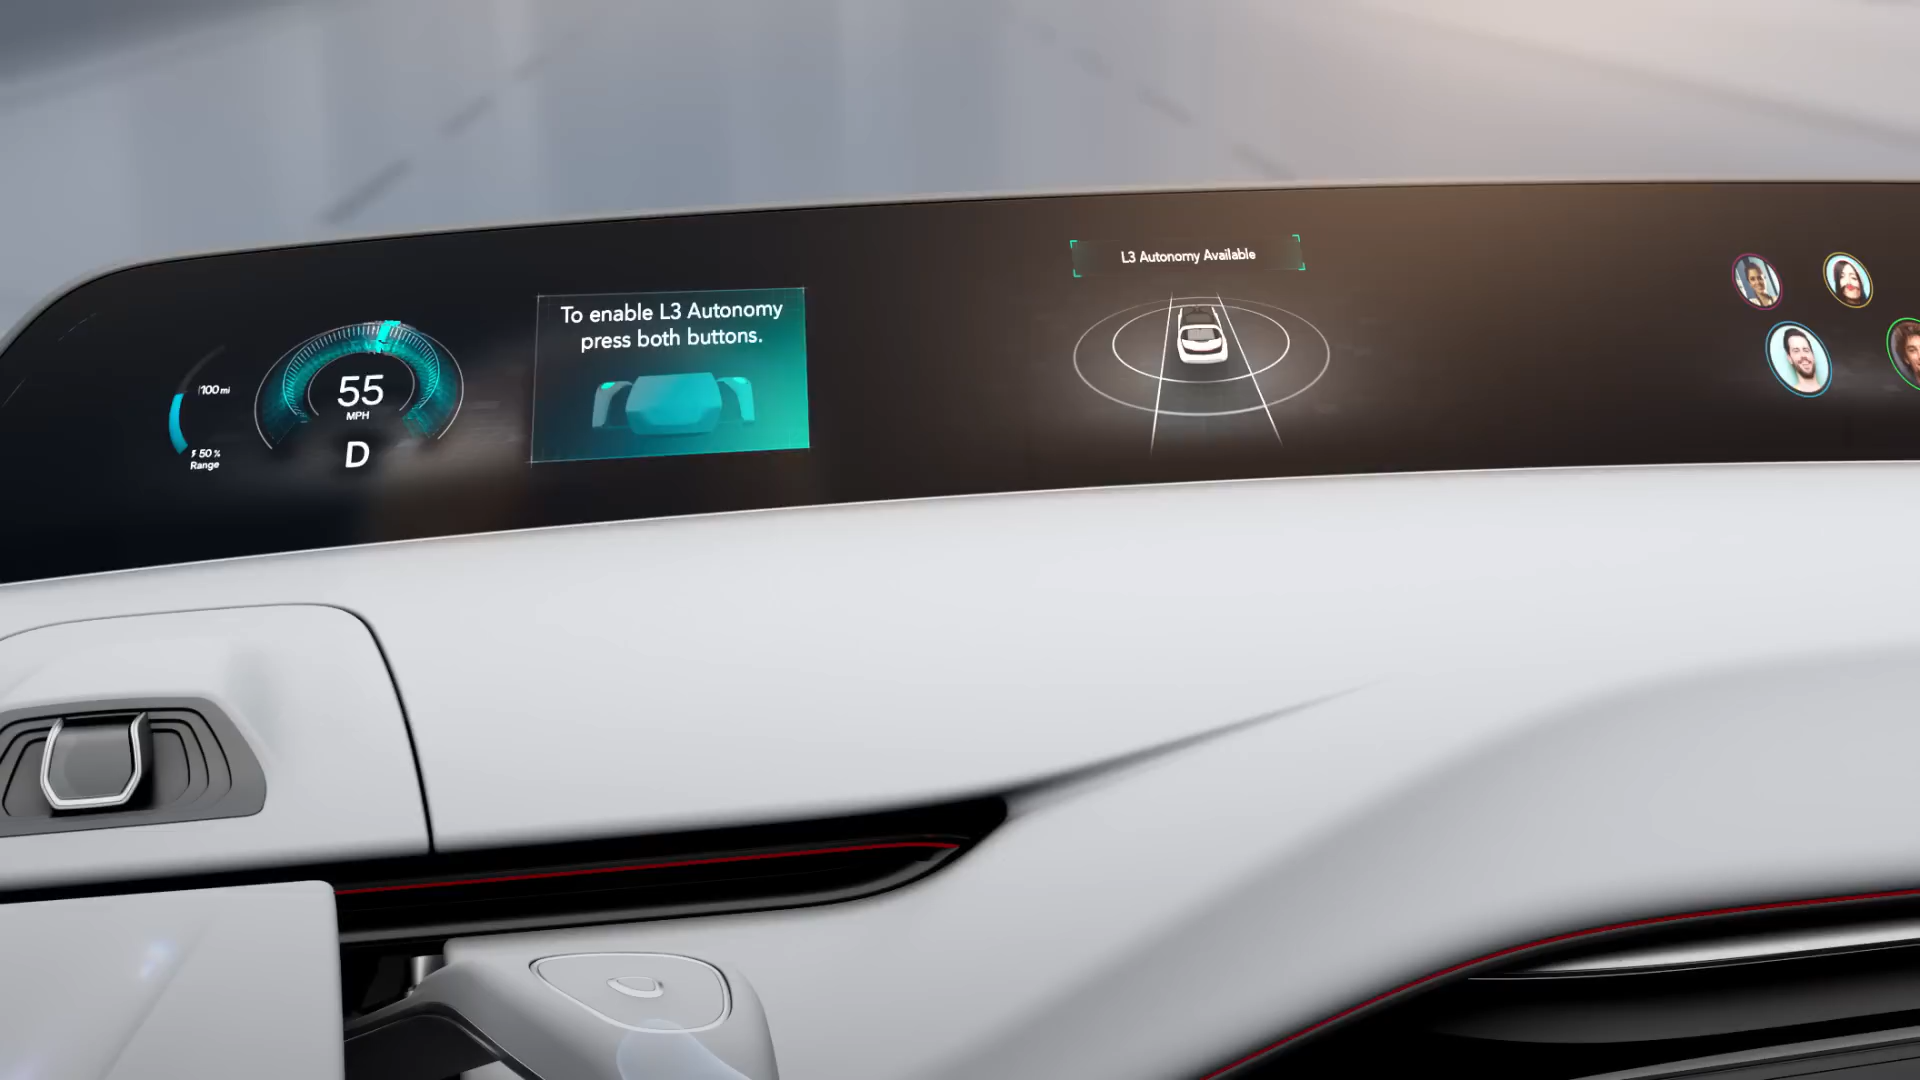 100 mi
50 %
Range
55
MPH
D
To enable L3 Autonomy
press both buttons.
L3 Autonomy Available